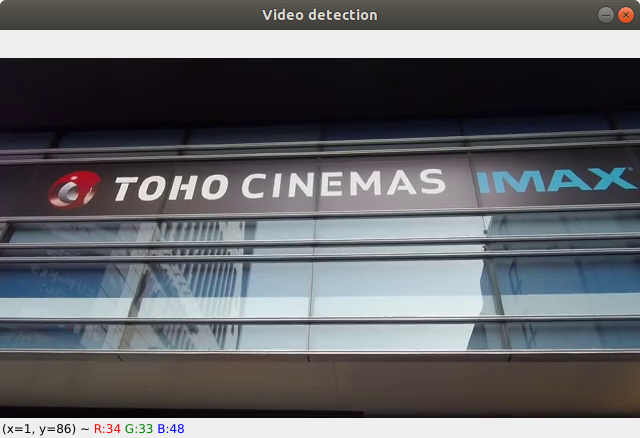 Video detection
TOHO CINEMAS IMAX
(x=1, y=86) ~ R:34 G:33 B:48